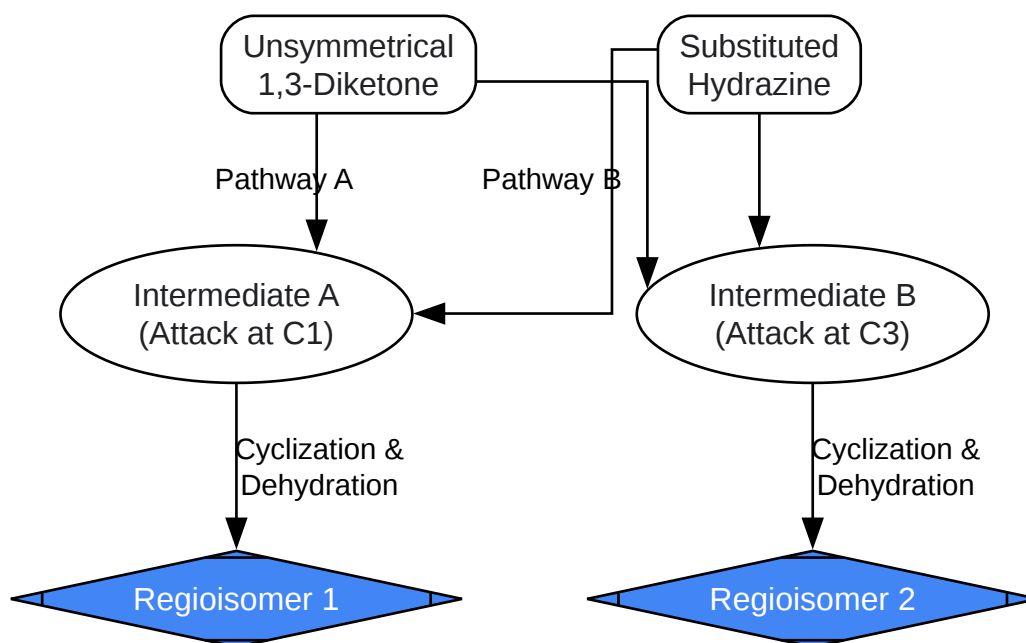 Unsymmetrical
1,3-Diketone
Substituted
Hydrazine
Pathway A
Pathway B
Intermediate A
(Attack at C1)
Intermediate B
(Attack at C3)
Cyclization &
Dehydration
Cyclization &
Dehydration
Regioisomer 1
Regioisomer 2